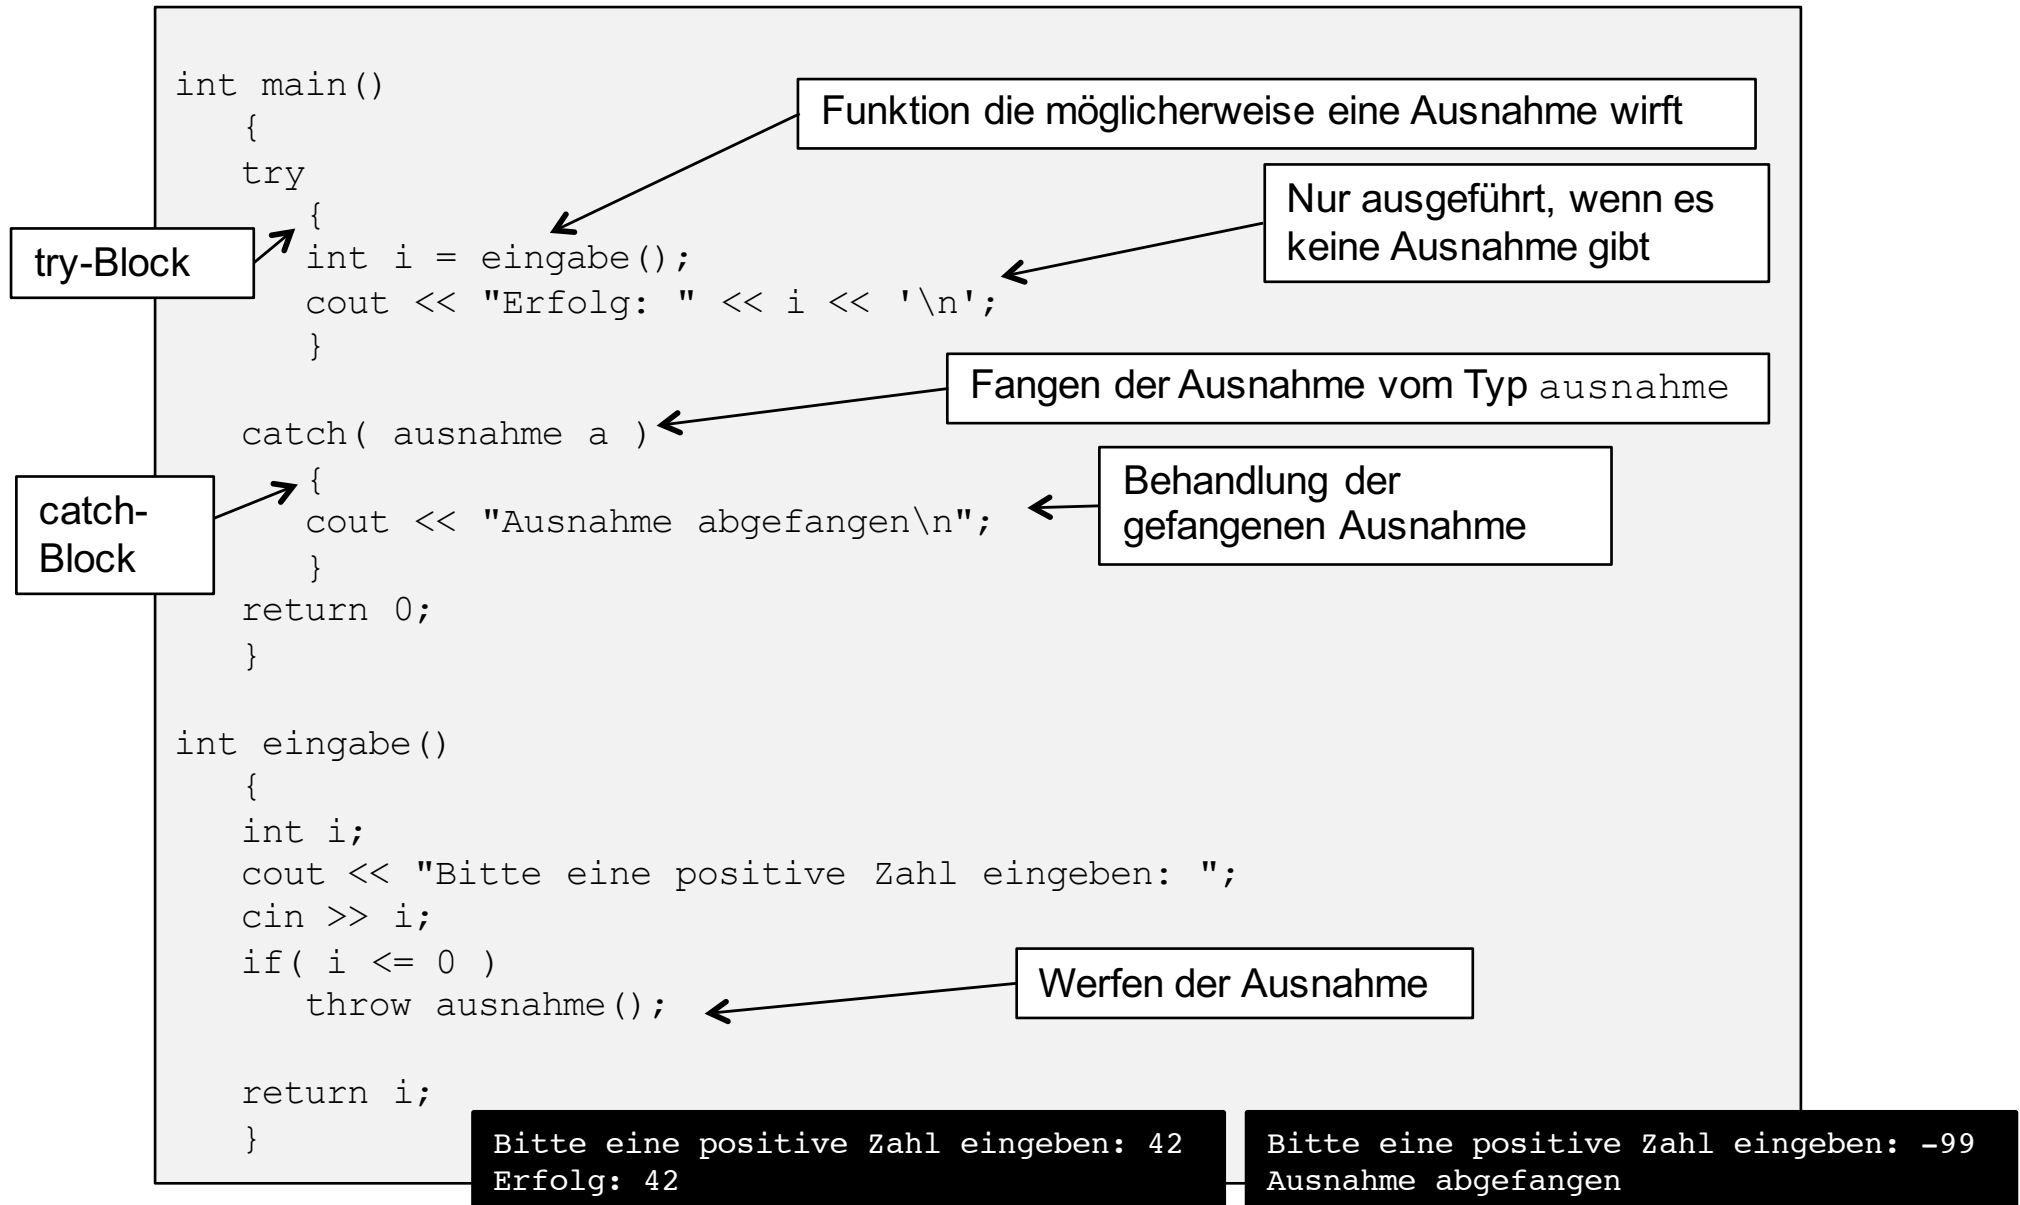 int main()
{
Funktion die möglicherweise eine Ausnahme wirft
try
{
Nur ausgeführt, wenn es
keine Ausnahme gibt
try-Block
int i = eingabe();
cout << "Erfolg: " << i << '\n';
}
Fangen der Ausnahme vom Typ ausnahme
catch( ausnahme a )
{
catch-
Block
Behandlung der
gefangenen Ausnahme
cout << "Ausnahme abgefangen\n";
}
return 0;
}
int eingabe()
{
int i;
cout << "Bitte eine positive Zahl eingeben: ";
cin >> i;
if( i <= 0 )
throw ausnahme();
Werfen der Ausnahme
return i;
}
Bitte eine positive Zahl eingeben: 42
Erfolg: 42
Bitte eine positive Zahl eingeben: -99
Ausnahme abgefangen